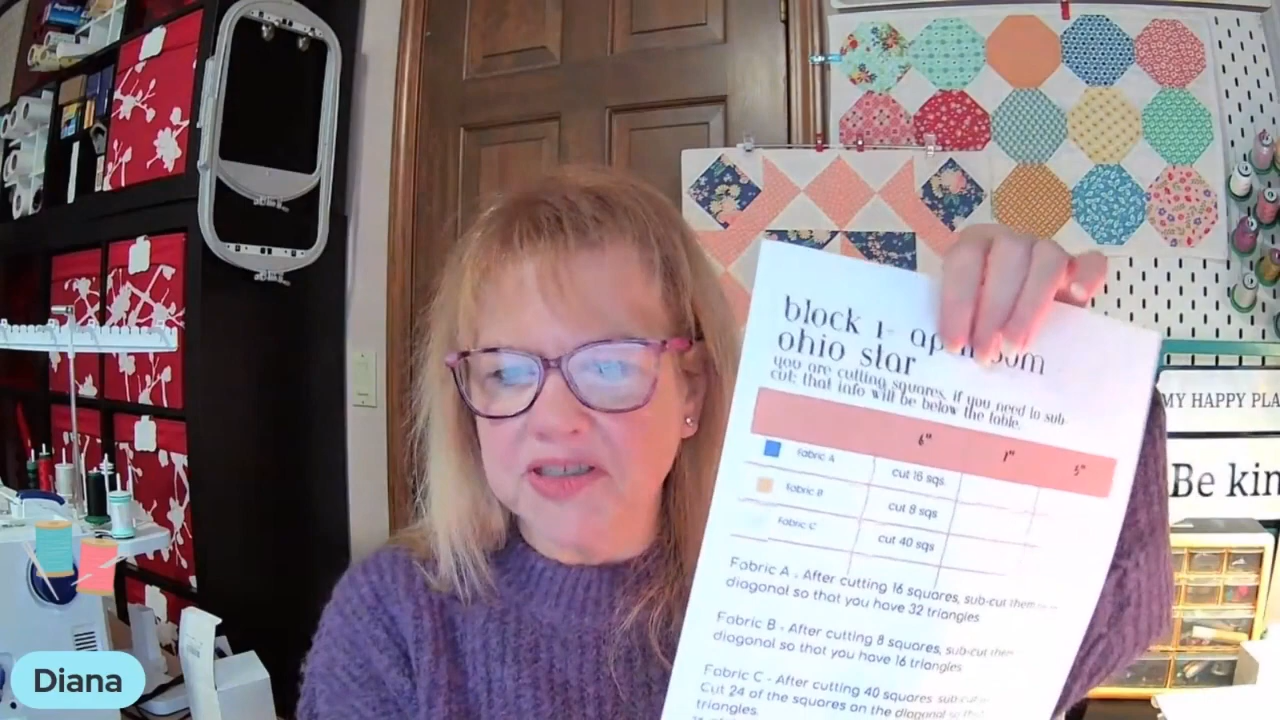 block 1- ap
ohio star
you are cutting squares. if you need to sub-
cut, that info will be below the table.
6" 1" 5"
Fabric A cut 16 sqs.
Fabric B cut 8 sqs
Fabric C cut 40 sqs
Fabric A - After cutting 16 squares, sub-cut them
diagonal so that you have 32 triangles
Fabric B - After cutting 8 squares, sub-cut them
diagonal so that you have 16 triangles
Fabric C - After cutting 40 squares sub-cut
Cut 24 of the squares on the diagonal so that
triangles.
MY HAPPY PLA
Be kin
Diana